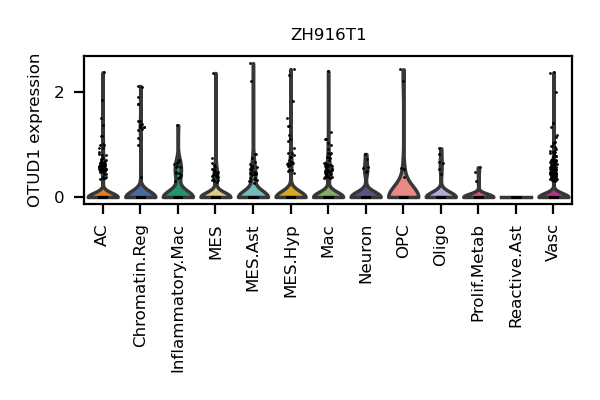 ZH916T1
OTUD1 expression
2
0
AC
Chromatin.Reg
Inflammatory.Mac
MES
MES.Ast
MES.Hyp
Mac
Neuron
OPC
Oligo
Prolif.Metab
Reactive.Ast
Vasc